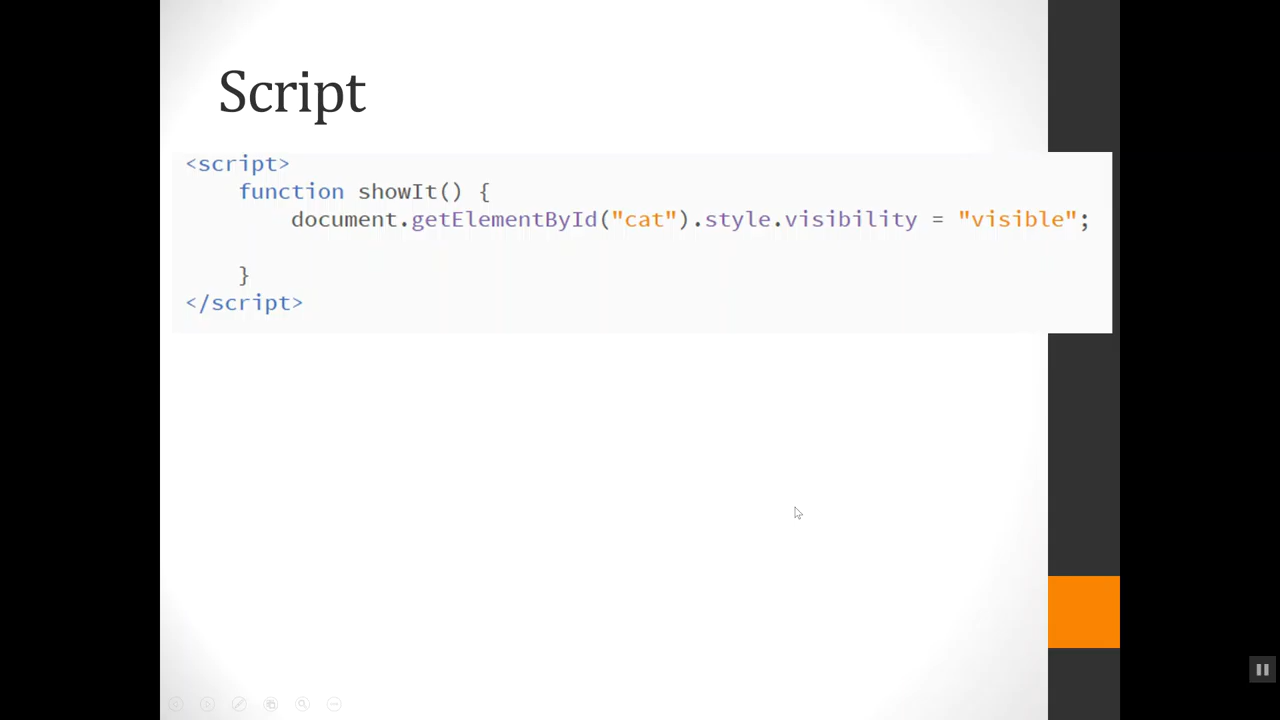 Script
<script>
    function showIt() {
        document.getElementById("cat").style.visibility = "visible";
    }
</script>